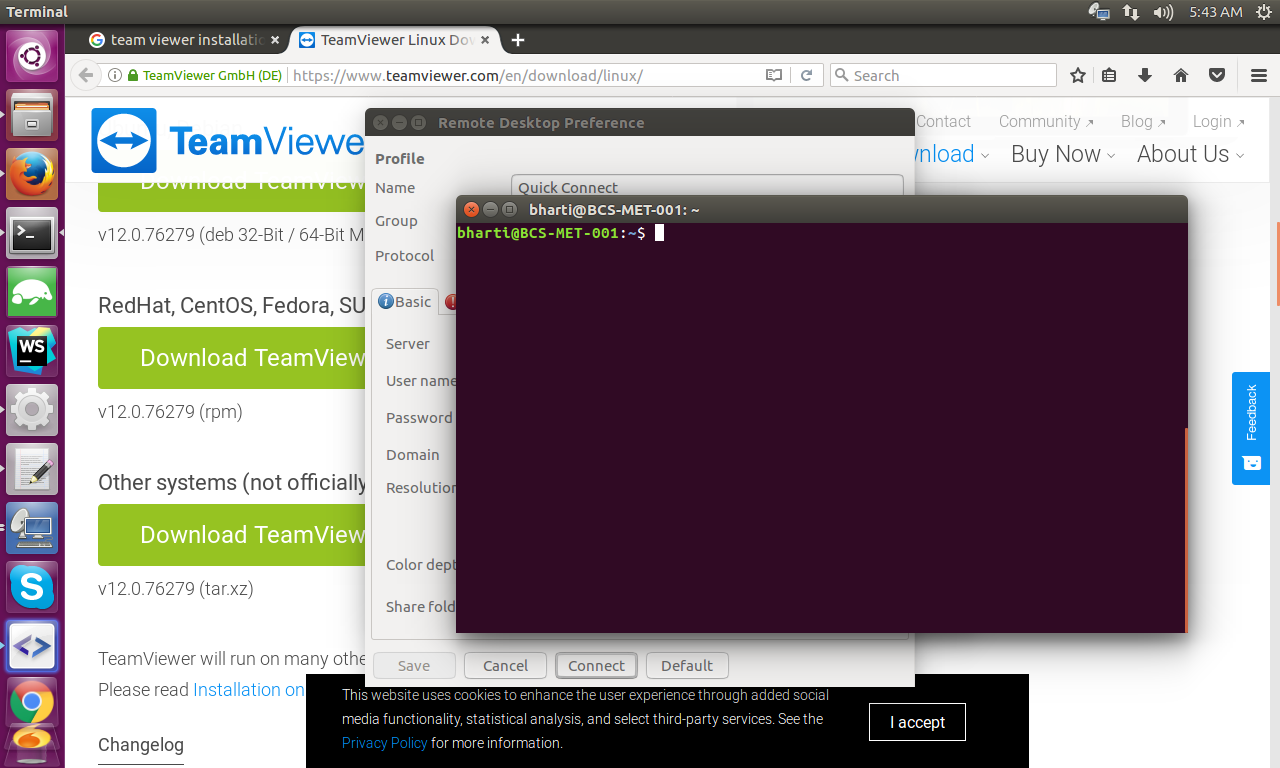 Terminal
5:43 AM
team viewer installatio
TeamViewer Linux Dow
TeamViewer GmbH (DE)
https://www.teamviewer.com/en/download/linux/
Search
TeamViewer
Contact
Community
Blog
Login
wnload
Buy Now
About Us
Download TeamView
v12.0.76279 (deb 32-Bit / 64-Bit M
RedHat, CentOS, Fedora, SU
Download TeamView
v12.0.76279 (rpm)
Other systems (not officially
Download TeamView
v12.0.76279 (tar.xz)
TeamViewer will run on many othe
Please read Installation on
Changelog
Remote Desktop Preference
Profile
Name
Quick Connect
Group
Protocol
Basic
Server
User name
Password
Domain
Resolution
Color dept
Share fold
Save
Cancel
Connect
Default
bharti@BCS-MET-001: ~
bharti@BCS-MET-001:~$
Feedback
This website uses cookies to enhance the user experience through added social
media functionality, statistical analysis, and select third-party services. See the
Privacy Policy for more information.
I accept
WS